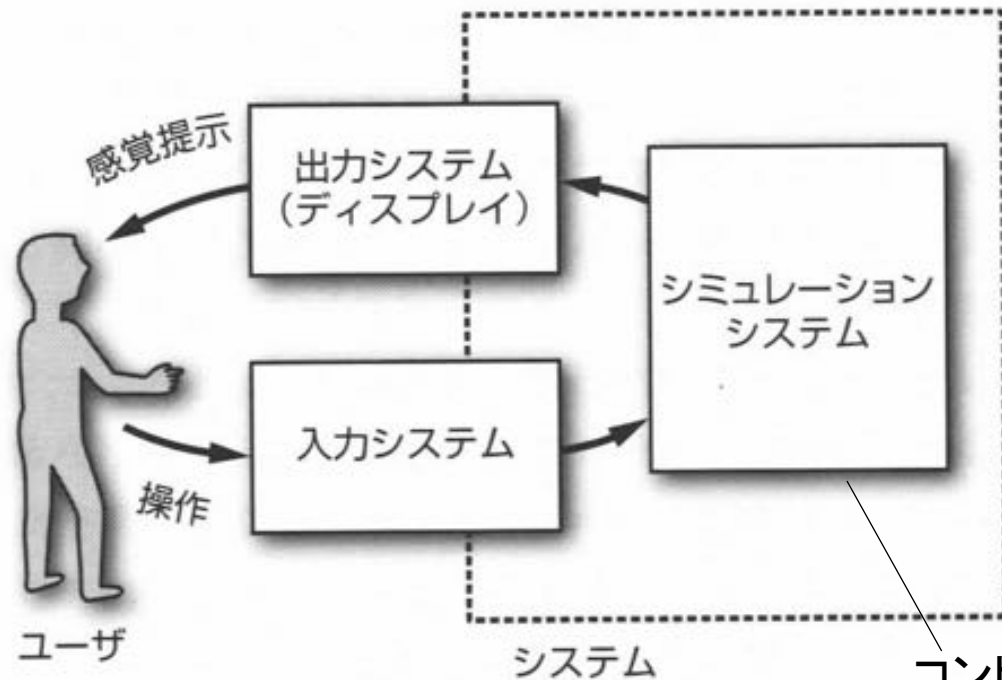 感覚提示
出力システム
(ディスプレイ)
シミュレーション
システム
入力システム
操作
ユーザ
システム